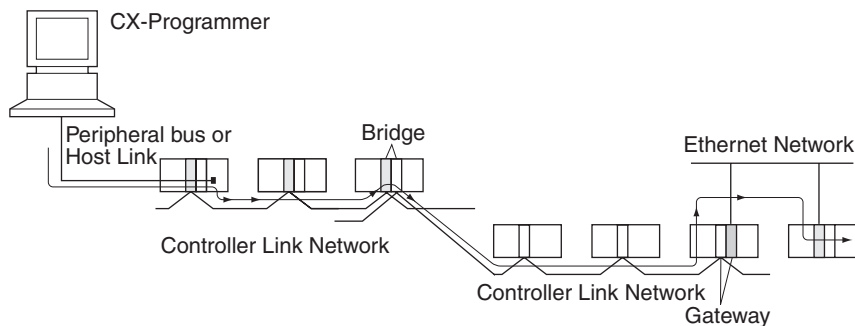 CX-Programmer
Peripheral bus or
Host Link
Bridge
Ethernet Network
Controller Link Network
Controller Link Network
Gateway